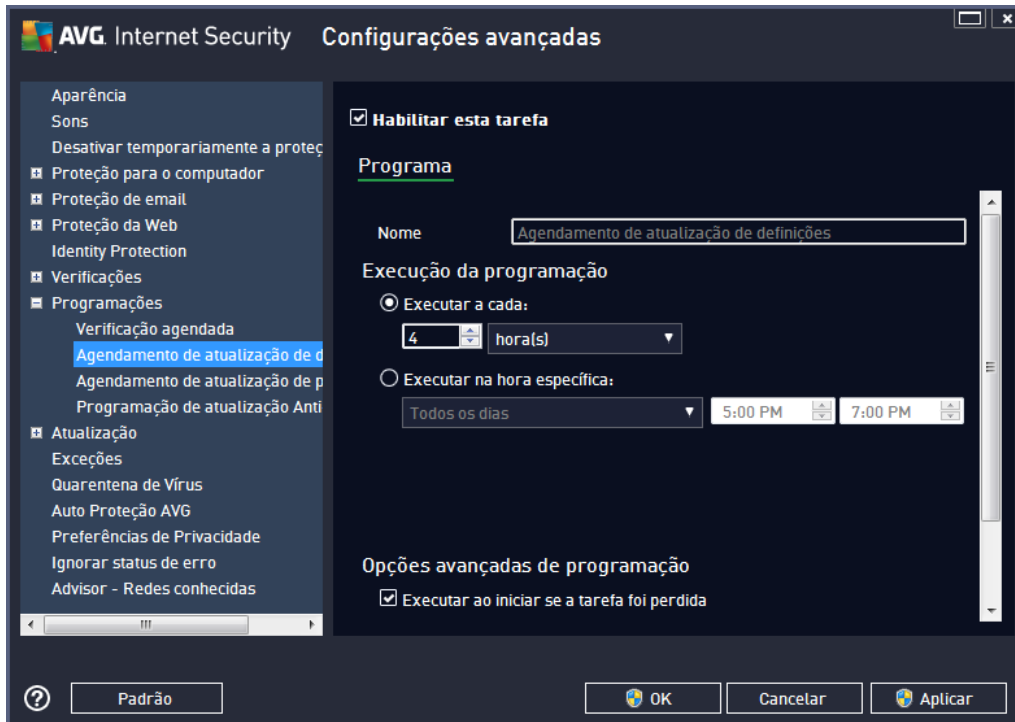 AVG. Internet Security Configurações avançadas
Aparência
Sons
Desativar temporariamente a proteç
Proteção para o computador
Proteção de email
Proteção da Web
Identity Protection
Verificações
Programações
Verificação agendada
Agendamento de atualização de d
Agendamento de atualização de p
Programação de atualização Anti
Atualização
Exceções
Quarentena de Vírus
Auto Proteção AVG
Preferências de Privacidade
Ignorar status de erro
Advisor - Redes conhecidas
Habilitar esta tarefa
Programa
Nome Agendamento de atualização de definições
Execução da programação
Executar a cada:
4 hora(s)
Executar na hora específica:
Todos os dias 5:00 PM 7:00 PM
Opções avançadas de programação
Executar ao iniciar se a tarefa foi perdida
? Padrão OK Cancelar Aplicar